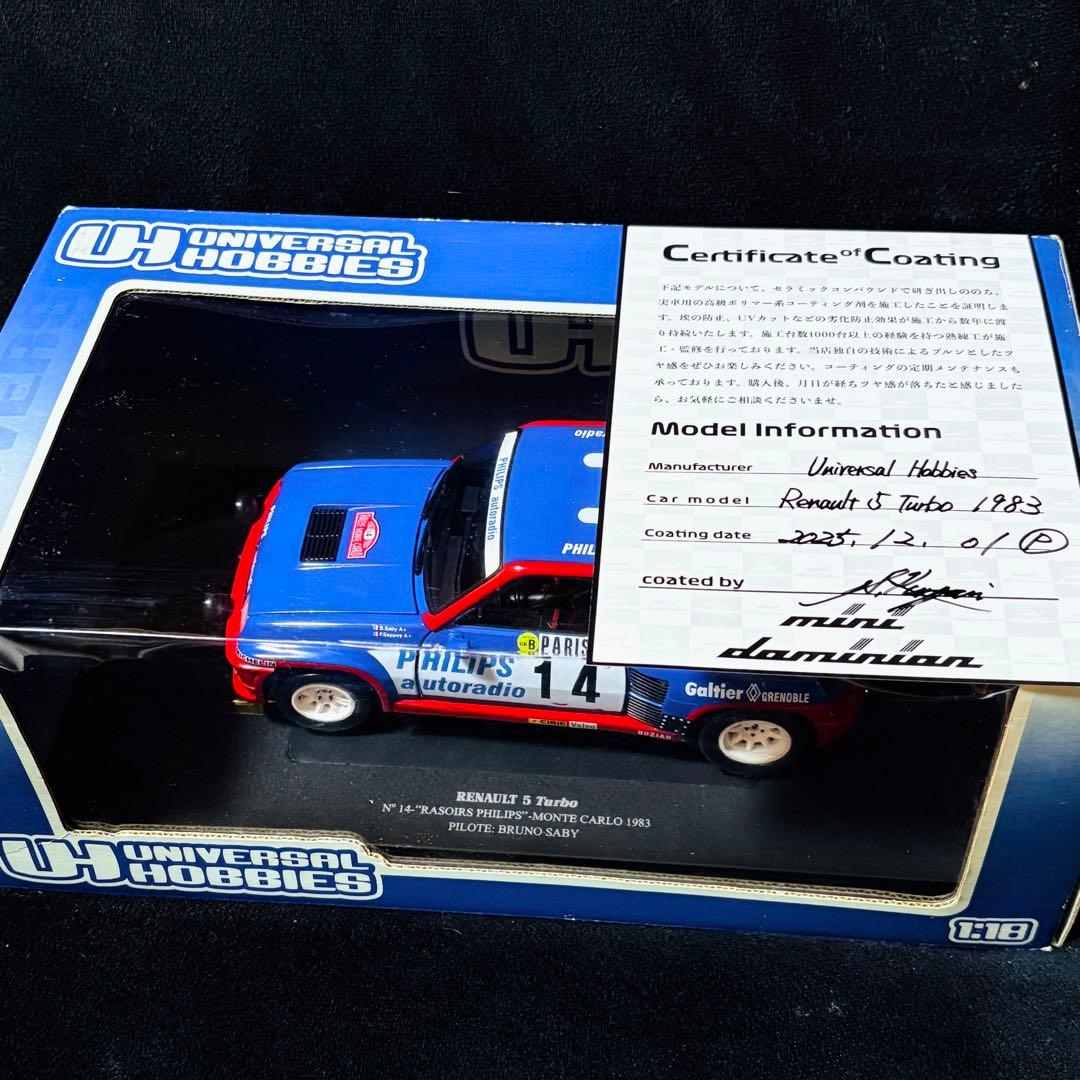 UH UNIVERSAL
HOBBIES
Certificate of Coating
下記モデルについて、セラミックコンパウンドで研ぎ出しののち、
実車用の高級ポリマー系コーティング剤を施工したことを証明しま
す。埃の防止、UVカットなどの劣化防止効果が施工から数年に渡
り持続いたします。施工台数1000台以上の経験を持つ熟練工が施
工・監修を行っております。当店独自の技術によるプルンとしたツ
ヤ感をぜひお楽しみください。コーティングの定期メンテナンスも
承っております。購入後、月日が経ちツヤ感が落ちたと感じました
ら、お気軽にご相談くださいませ。
Model Information
Manufacturer Universal Hobbies
Car model Renault 5 Turbo 1983
Coating date 2025. 12. 01 P
coated by
mini
daminian
PHILIPS autoradio
radio
PHIL
B.Saby A+
F.Sappey A+
MICHELIN
PHILIPS
autoradio
GR B
PARIS
14
CIBIE Valeo
BOZIAN
Galtier GRENOBLE
RENAULT 5 Turbo
N° 14-"RASOIRS PHILIPS"-MONTE CARLO 1983
PILOTE: BRUNO SABY
UH UNIVERSAL
HOBBIES
1:18